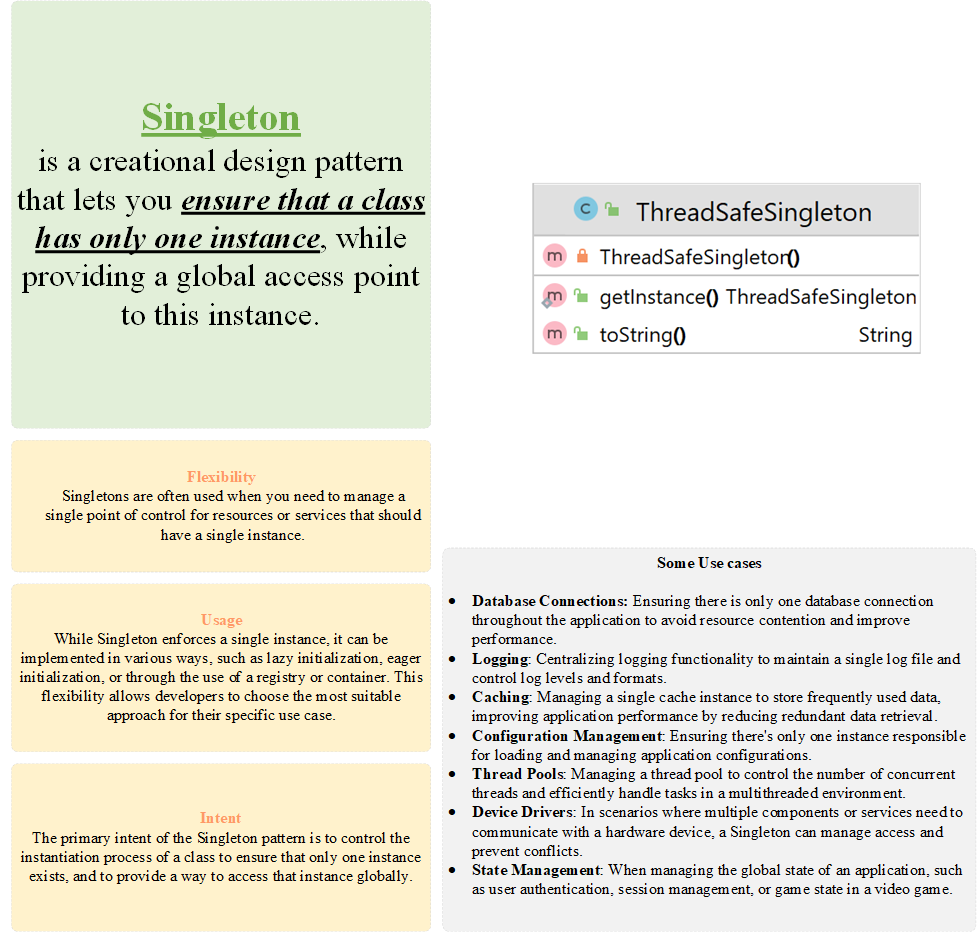 Singleton
is a creational design pattern
that lets you ensure that a class
has only one instance, while
providing a global access point
to this instance.
C ThreadSafeSingleton
m ThreadSafeSingleton()
m getInstance() ThreadSafeSingleton
m toString() String
Flexibility
Singletons are often used when you need to manage a
single point of control for resources or services that should
have a single instance.
Usage
While Singleton enforces a single instance, it can be
implemented in various ways, such as lazy initialization, eager
initialization, or through the use of a registry or container. This
flexibility allows developers to choose the most suitable
approach for their specific use case.
Intent
The primary intent of the Singleton pattern is to control the
instantiation process of a class to ensure that only one instance
exists, and to provide a way to access that instance globally.
Some Use cases
• Database Connections: Ensuring there is only one database connection
throughout the application to avoid resource contention and improve
performance.
• Logging: Centralizing logging functionality to maintain a single log file and
control log levels and formats.
• Caching: Managing a single cache instance to store frequently used data,
improving application performance by reducing redundant data retrieval.
• Configuration Management: Ensuring there's only one instance responsible
for loading and managing application configurations.
• Thread Pools: Managing a thread pool to control the number of concurrent
threads and efficiently handle tasks in a multithreaded environment.
• Device Drivers: In scenarios where multiple components or services need to
communicate with a hardware device, a Singleton can manage access and
prevent conflicts.
• State Management: When managing the global state of an application, such
as user authentication, session management, or game state in a video game.